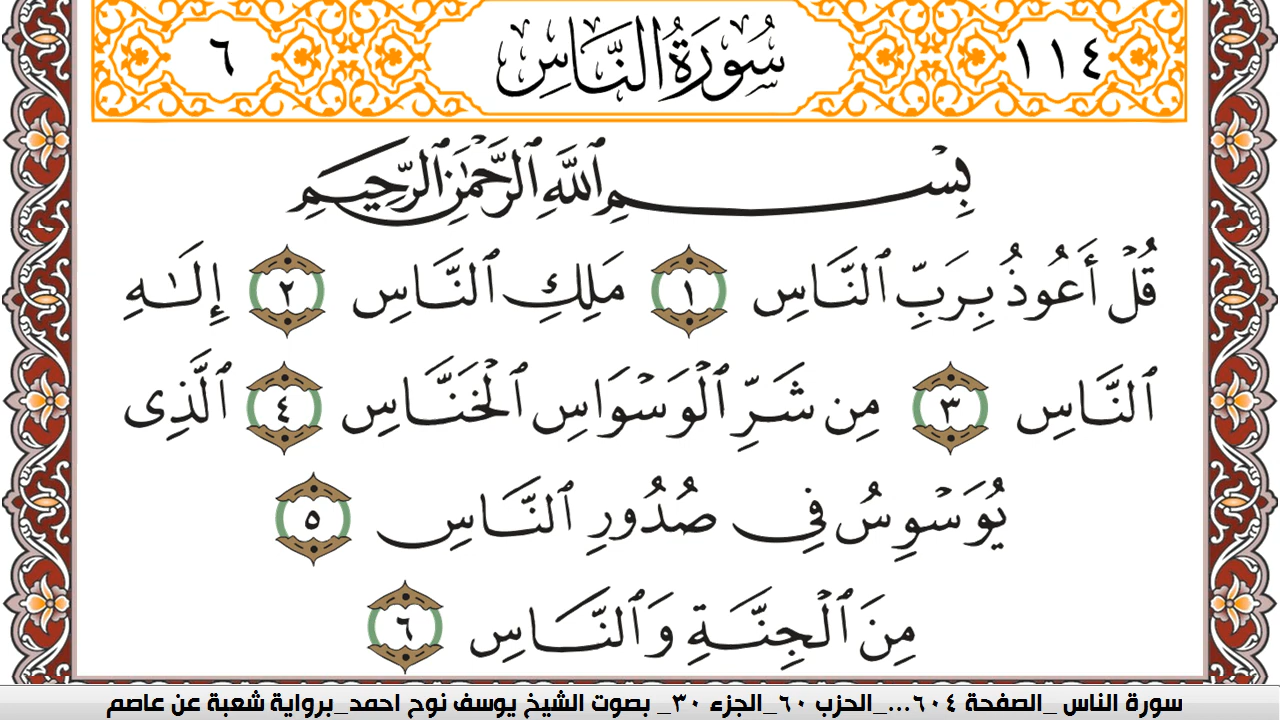 ١١٤ سُورَةُ النَّاسِ ٦
بِسْمِ ٱللَّهِ ٱلرَّحْمَٰنِ ٱلرَّحِيمِ
قُلْ أَعُوذُ بِرَبِّ ٱلنَّاسِ ١ مَلِكِ ٱلنَّاسِ ٢ إِلَـٰهِ
ٱلنَّاسِ ٣ مِن شَرِّ ٱلْوَسْوَاسِ ٱلْخَنَّاسِ ٤ ٱلَّذِى
يُوَسْوِسُ فِى صُدُورِ ٱلنَّاسِ ٥
مِنَ ٱلْجِنَّةِ وَٱلنَّاسِ ٦
سورة الناس _الصفحة ٦٠٤..._الحزب ٦٠_الجزء ٣٠_ بصوت الشيخ يوسف نوح احمد_برواية شعبة عن عاصم